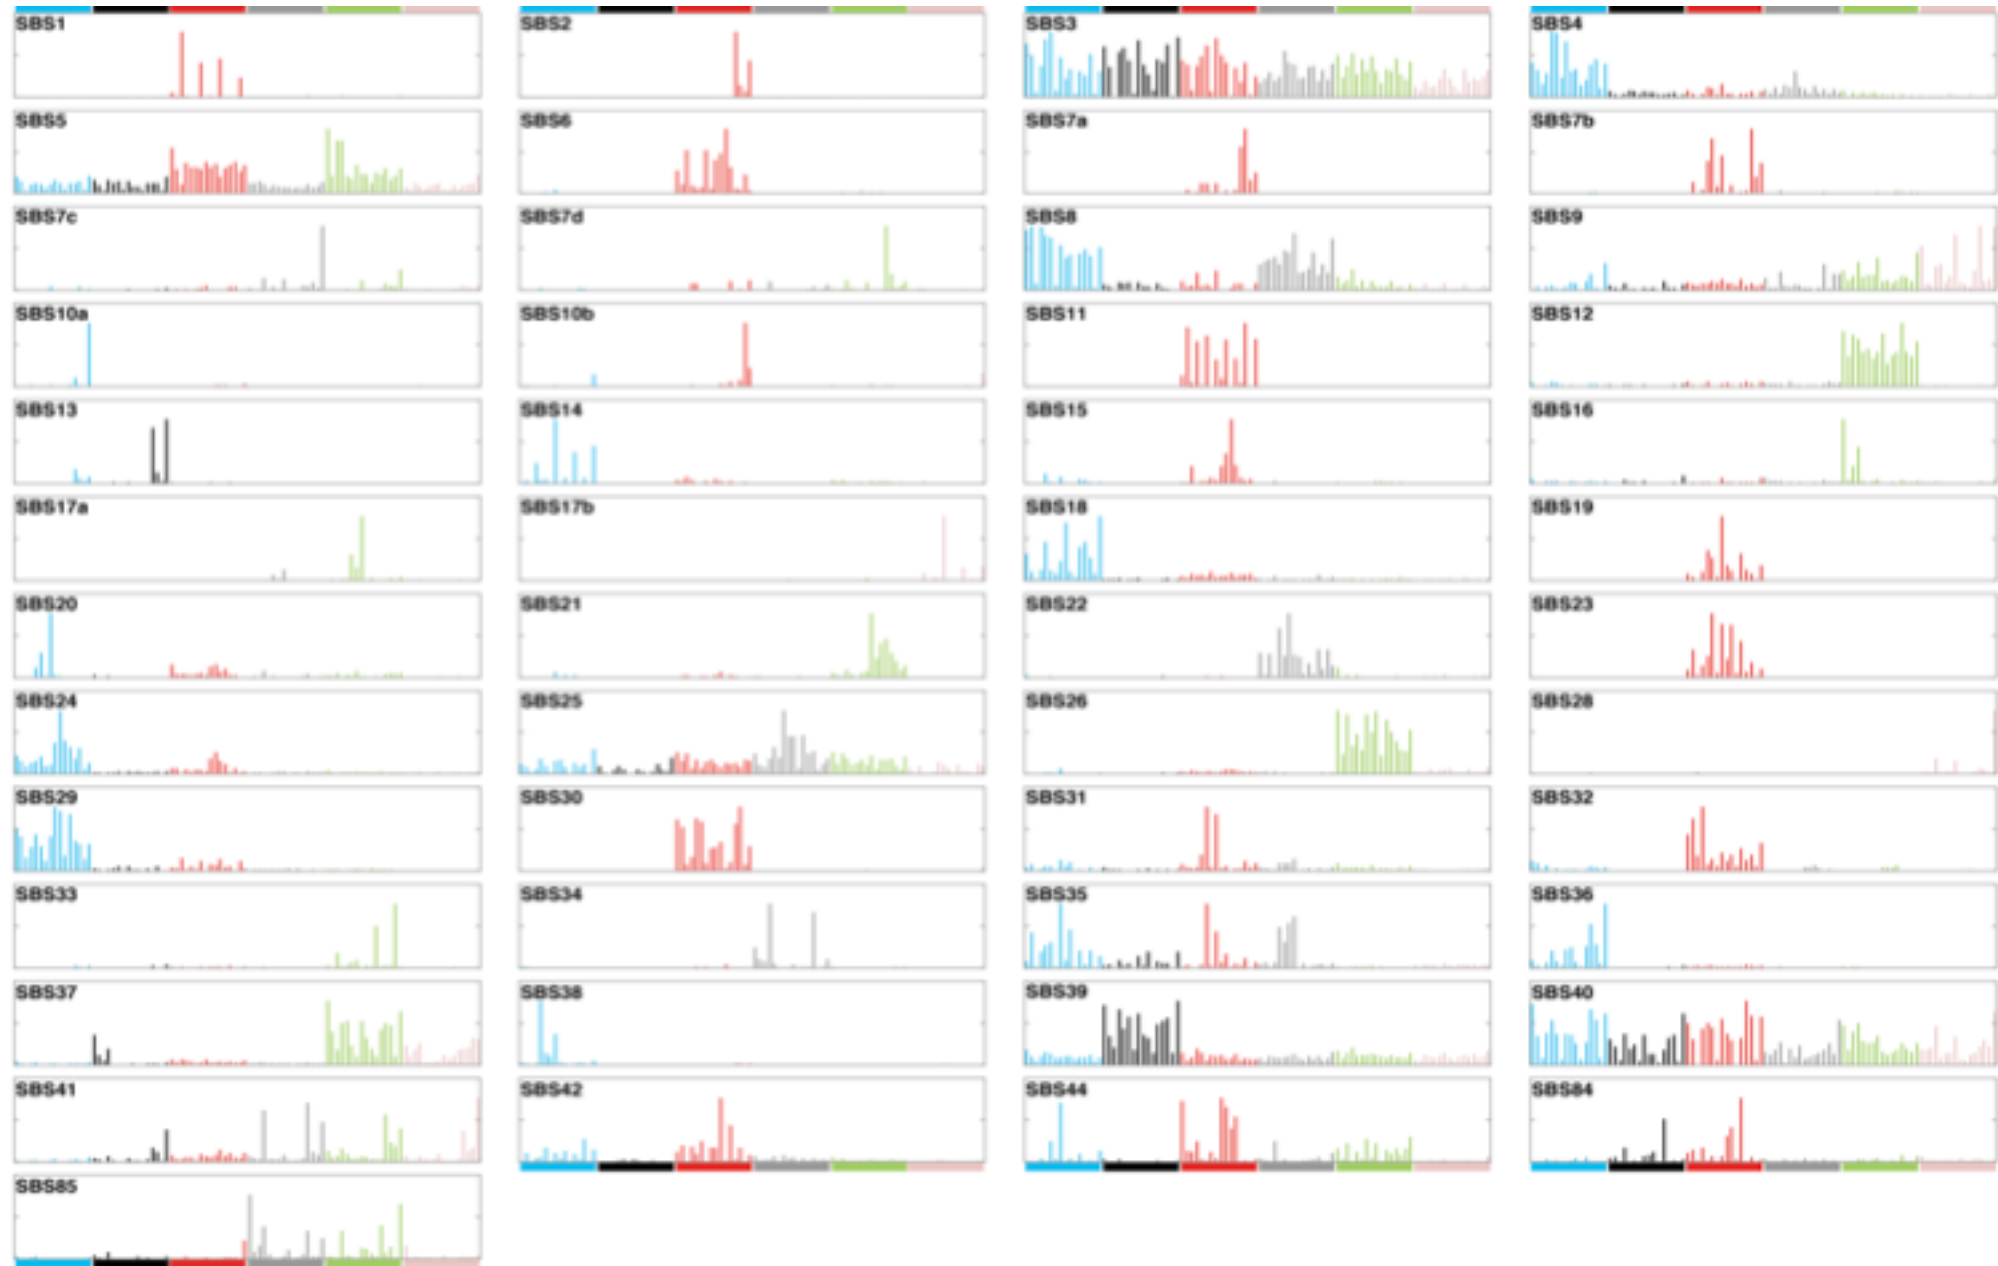 SBS1 SBS2 SBS3 SBS4
SBS5 SBS6 SBS7a SBS7b
SBS7c SBS7d SBS8 SBS9
SBS10a SBS10b SBS11 SBS12
SBS13 SBS14 SBS15 SBS16
SBS17a SBS17b SBS18 SBS19
SBS20 SBS21 SBS22 SBS23
SBS24 SBS25 SBS26 SBS28
SBS29 SBS30 SBS31 SBS32
SBS33 SBS34 SBS35 SBS36
SBS37 SBS38 SBS39 SBS40
SBS41 SBS42 SBS44 SBS84
SBS85